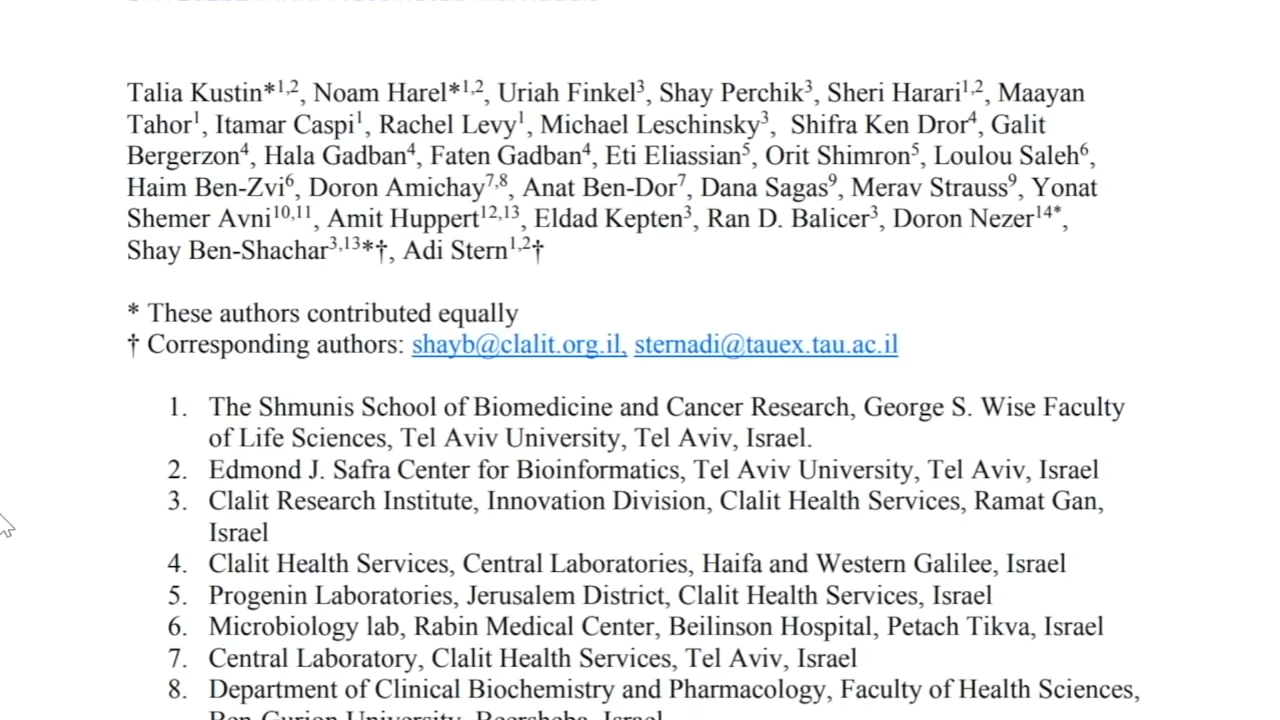 Talia Kustin*1,2, Noam Harel*1,2, Uriah Finkel3, Shay Perchik3, Sheri Harari1,2, Maayan
Tahor1, Itamar Caspi1, Rachel Levy1, Michael Leschinsky3, Shifra Ken Dror4, Galit
Bergerzon4, Hala Gadban4, Faten Gadban4, Eti Eliassian5, Orit Shimron5, Loulou Saleh6,
Haim Ben-Zvi6, Doron Amichay7,8, Anat Ben-Dor7, Dana Sagas9, Merav Strauss9, Yonat
Shemer Avni10,11, Amit Huppert12,13, Eldad Kepten3, Ran D. Balicer3, Doron Nezer14*,
Shay Ben-Shachar3,13*†, Adi Stern1,2†
* These authors contributed equally
† Corresponding authors: shayb@clalit.org.il, sternadi@tauex.tau.ac.il
1. The Shmunis School of Biomedicine and Cancer Research, George S. Wise Faculty
of Life Sciences, Tel Aviv University, Tel Aviv, Israel.
2. Edmond J. Safra Center for Bioinformatics, Tel Aviv University, Tel Aviv, Israel
3. Clalit Research Institute, Innovation Division, Clalit Health Services, Ramat Gan,
Israel
4. Clalit Health Services, Central Laboratories, Haifa and Western Galilee, Israel
5. Progenin Laboratories, Jerusalem District, Clalit Health Services, Israel
6. Microbiology lab, Rabin Medical Center, Beilinson Hospital, Petach Tikva, Israel
7. Central Laboratory, Clalit Health Services, Tel Aviv, Israel
8. Department of Clinical Biochemistry and Pharmacology, Faculty of Health Sciences,
Ben-Gurion University, Beersheba, Israel